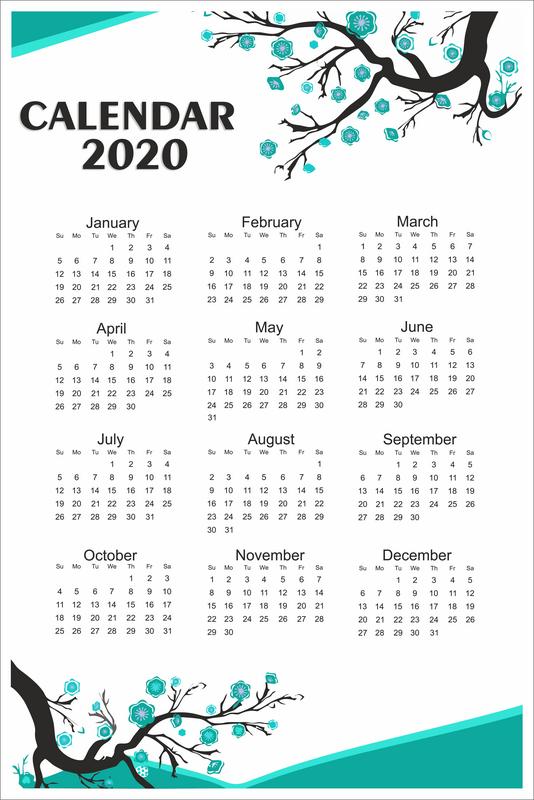 CALENDAR
2020
January
Su Mo Tu We Th Fr Sa
1 2 3 4
5 6 7 8 9 10 11
12 13 14 15 16 17 18
19 20 21 22 23 24 25
26 27 28 29 30 31
February
Su Mo Tu We Th Fr Sa
1
2 3 4 5 6 7 8
9 10 11 12 13 14 15
16 17 18 19 20 21 22
23 24 25 26 27 28 29
March
Su Mo Tu We Th Fr Sa
1 2 3 4 5 6 7
8 9 10 11 12 13 14
15 16 17 18 19 20 21
22 23 24 25 26 27 28
29 30 31
April
Su Mo Tu We Th Fr Sa
1 2 3 4
5 6 7 8 9 10 11
12 13 14 15 16 17 18
19 20 21 22 23 24 25
26 27 28 29 30
May
Su Mo Tu We Th Fr Sa
1 2
3 4 5 6 7 8 9
10 11 12 13 14 15 16
17 18 19 20 21 22 23
24 25 26 27 28 29 30
31
June
Su Mo Tu We Th Fr Sa
1 2 3 4 5 6
7 8 9 10 11 12 13
14 15 16 17 18 19 20
21 22 23 24 25 26 27
28 29 30
July
Su Mo Tu We Th Fr Sa
1 2 3 4
5 6 7 8 9 10 11
12 13 14 15 16 17 18
19 20 21 22 23 24 25
26 27 28 29 30 31
August
Su Mo Tu We Th Fr Sa
1
2 3 4 5 6 7 8
9 10 11 12 13 14 15
16 17 18 19 20 21 22
23 24 25 26 27 28 29
30 31
September
Su Mo Tu We Th Fr Sa
1 2 3 4 5
6 7 8 9 10 11 12
13 14 15 16 17 18 19
20 21 22 23 24 25 26
27 28 29 30
October
Su Mo Tu We Th Fr Sa
1 2 3
4 5 6 7 8 9 10
11 12 13 14 15 16 17
18 19 20 21 22 23 24
25 26 27 28 29 30 31
November
Su Mo Tu We Th Fr Sa
1 2 3 4 5 6 7
8 9 10 11 12 13 14
15 16 17 18 19 20 21
22 23 24 25 26 27 28
29 30
December
Su Mo Tu We Th Fr Sa
1 2 3 4 5
6 7 8 9 10 11 12
13 14 15 16 17 18 19
20 21 22 23 24 25 26
27 28 29 30 31